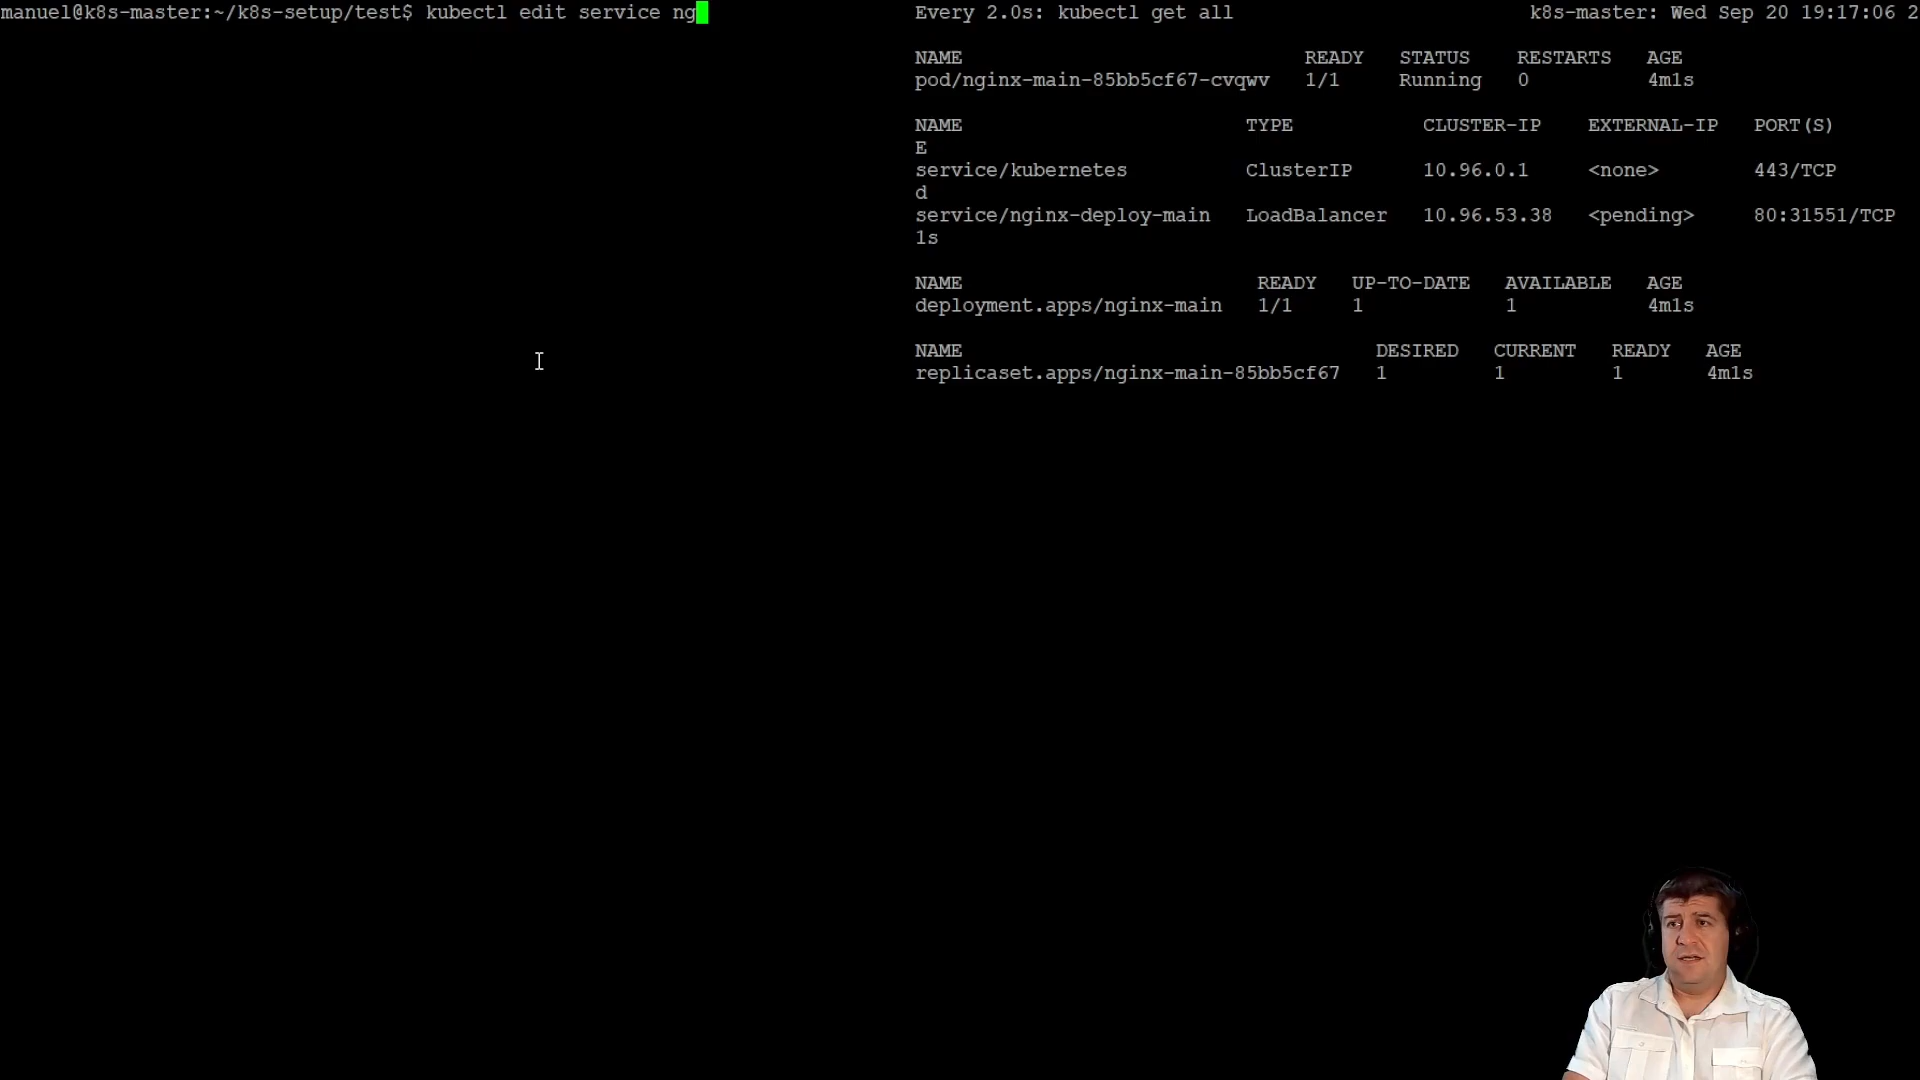 manuel@k8s-master:~/k8s-setup/test$ kubectl edit service ng
Every 2.0s: kubectl get all k8s-master: Wed Sep 20 19:17:06 2
NAME READY STATUS RESTARTS AGE
pod/nginx-main-85bb5cf67-cvqwv 1/1 Running 0 4m1s
NAME TYPE CLUSTER-IP EXTERNAL-IP PORT(S)
E
service/kubernetes ClusterIP 10.96.0.1 <none> 443/TCP
d
service/nginx-deploy-main LoadBalancer 10.96.53.38 <pending> 80:31551/TCP
1s
NAME READY UP-TO-DATE AVAILABLE AGE
deployment.apps/nginx-main 1/1 1 1 4m1s
NAME DESIRED CURRENT READY AGE
replicaset.apps/nginx-main-85bb5cf67 1 1 1 4m1s